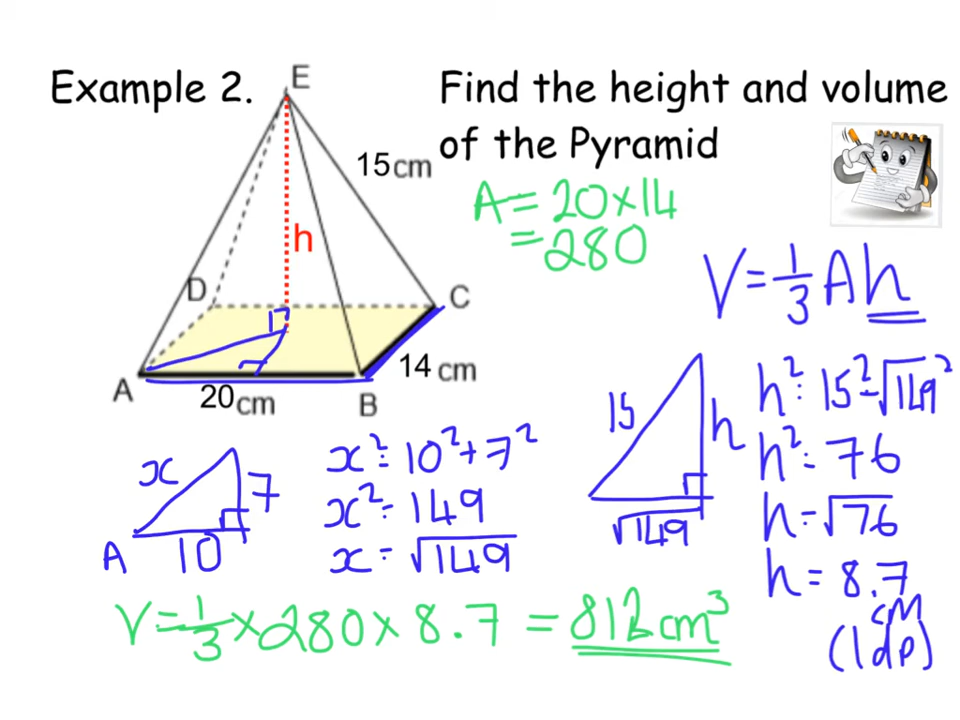 Example 2.
Find the height and volume
of the Pyramid
E
15cm
h
D
C
A
B
20cm
14 cm
A = 20 × 14
= 280
V = 1/3 A h
x
7
10
A
x² = 10² + 7²
x² = 149
x = √149
15
h
√149
h² = 15² - √149²
h² = 76
h = √76
h = 8.7
cm
(1dp)
V = 1/3 × 280 × 8.7 = 812 cm³